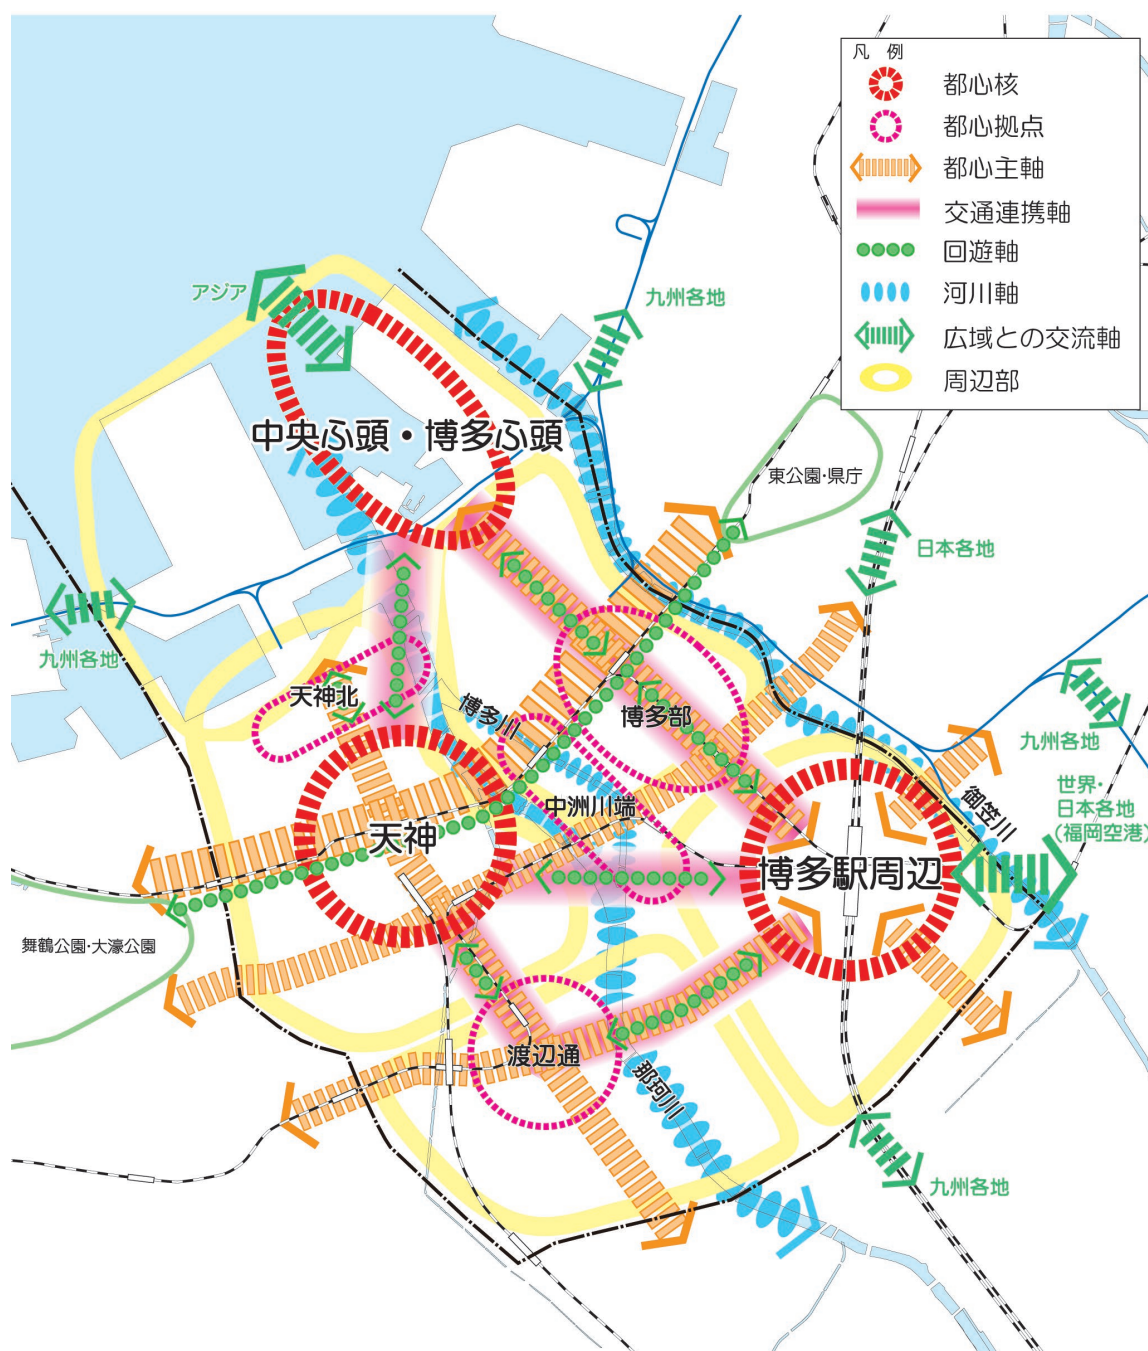 凡 例
都心核
都心拠点
都心主軸
交通連携軸
回遊軸
河川軸
広域との交流軸
周辺部
アジア
九州各地
中央ふ頭・博多ふ頭
東公園・県庁
日本各地
九州各地
天神北
博多川
博多部
九州各地
世界・
日本各地
(福岡空港)
御笠川
中洲川端
天神
博多駅周辺
舞鶴公園・大濠公園
渡辺通
那珂川
九州各地